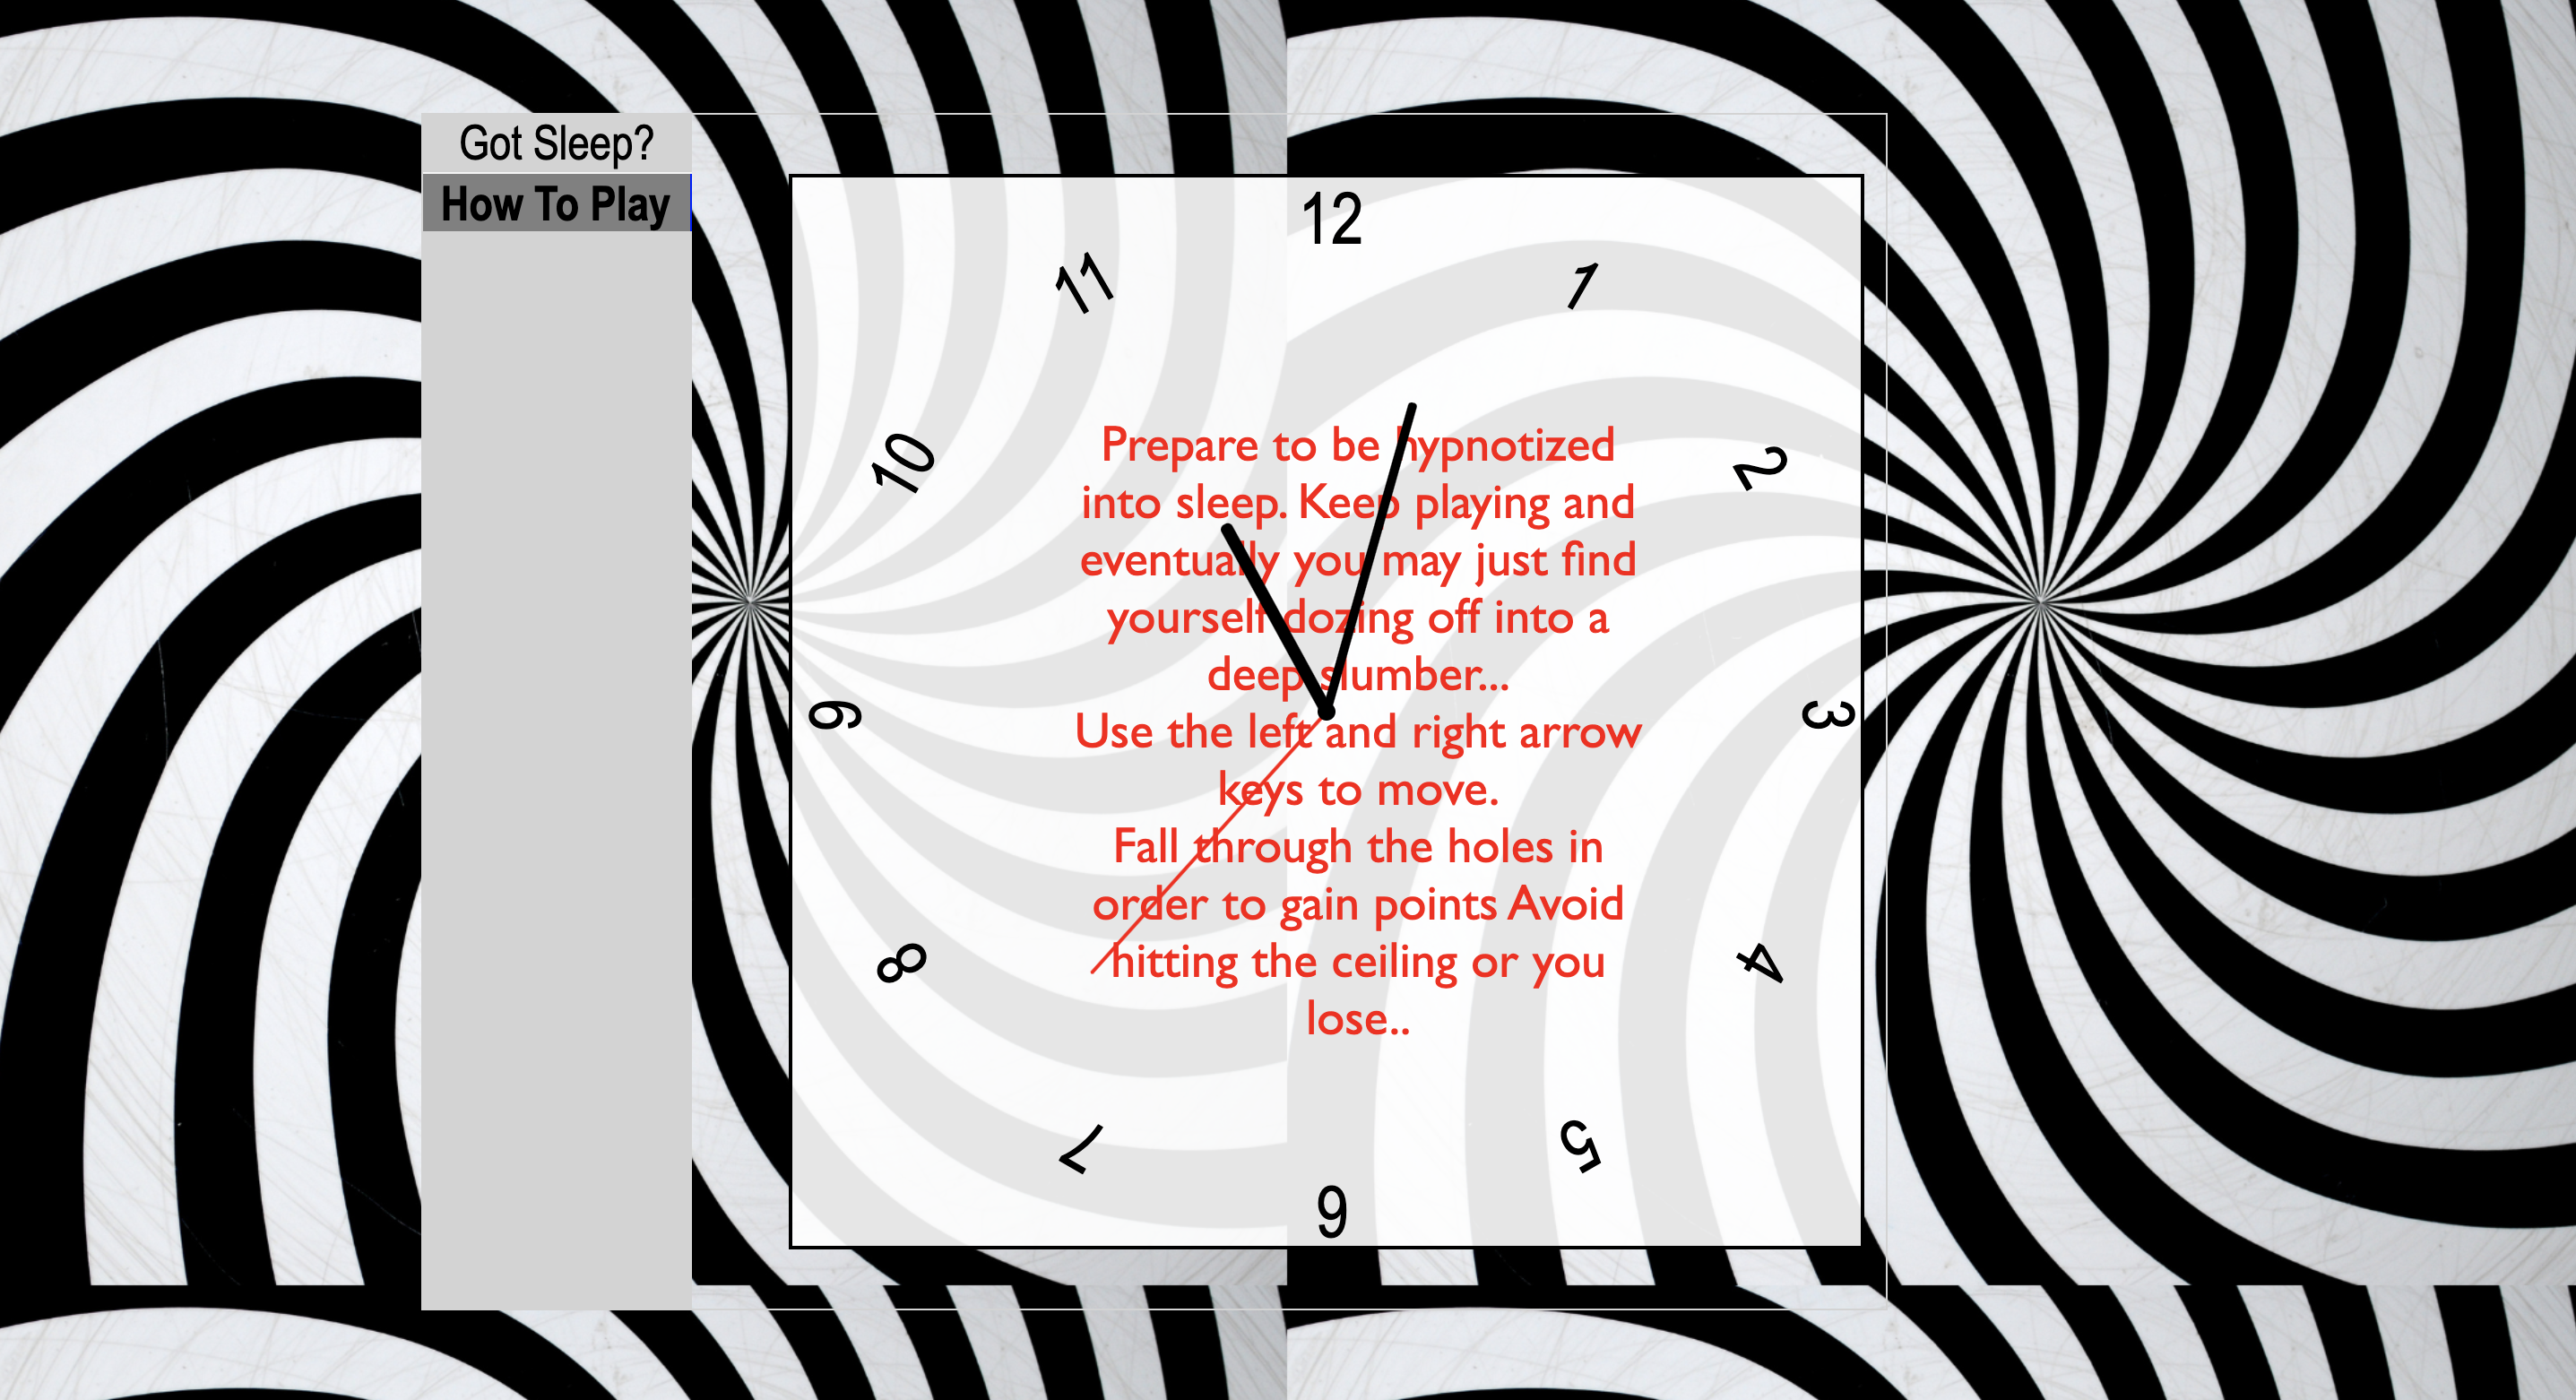 Got Sleep?
How To Play
12
11
1
10
2
9
3
8
4
7
5
6
Prepare to be hypnotized
into sleep. Keep playing and
eventually you may just find
yourself dozing off into a
deep slumber...
Use the left and right arrow
keys to move.
Fall through the holes in
order to gain points Avoid
hitting the ceiling or you
lose..